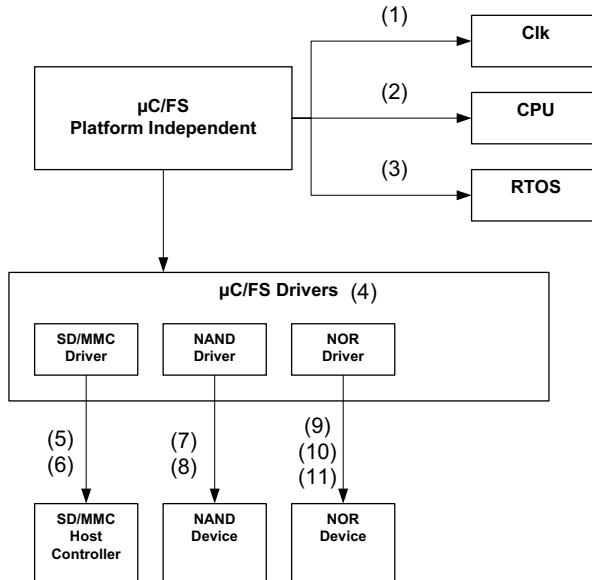 (1)
Clk
µC/FS
Platform Independent
(2)
CPU
(3)
RTOS
µC/FS Drivers (4)
SD/MMC
Driver
NAND
Driver
NOR
Driver
(5)
(6)
(7)
(8)
(9)
(10)
(11)
SD/MMC
Host
Controller
NAND
Device
NOR
Device